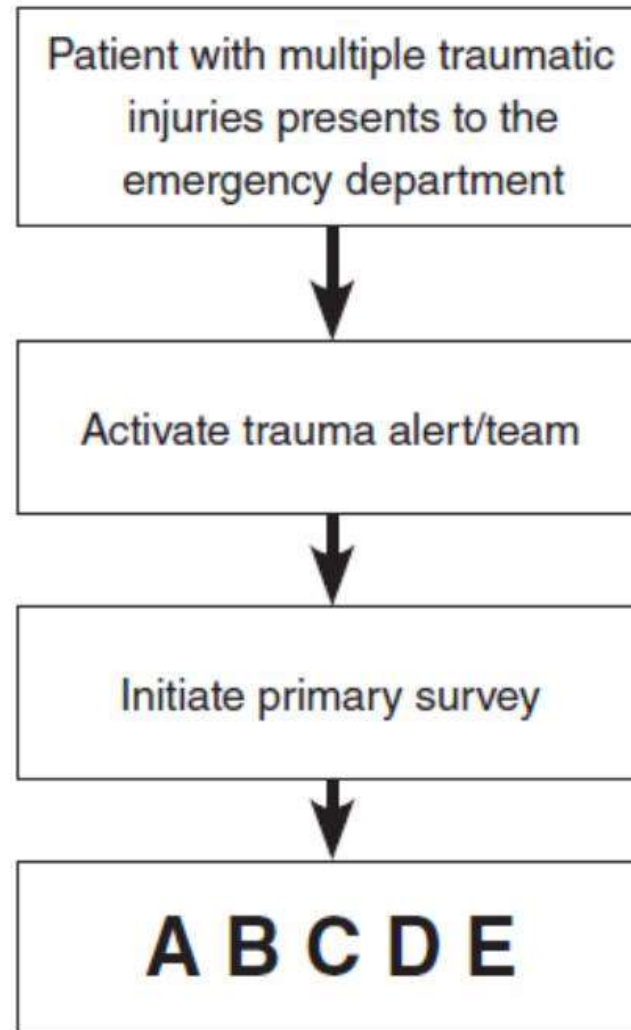 Patient with multiple traumatic
injuries presents to the
emergency department
Activate trauma alert/team
Initiate primary survey
A B C D E